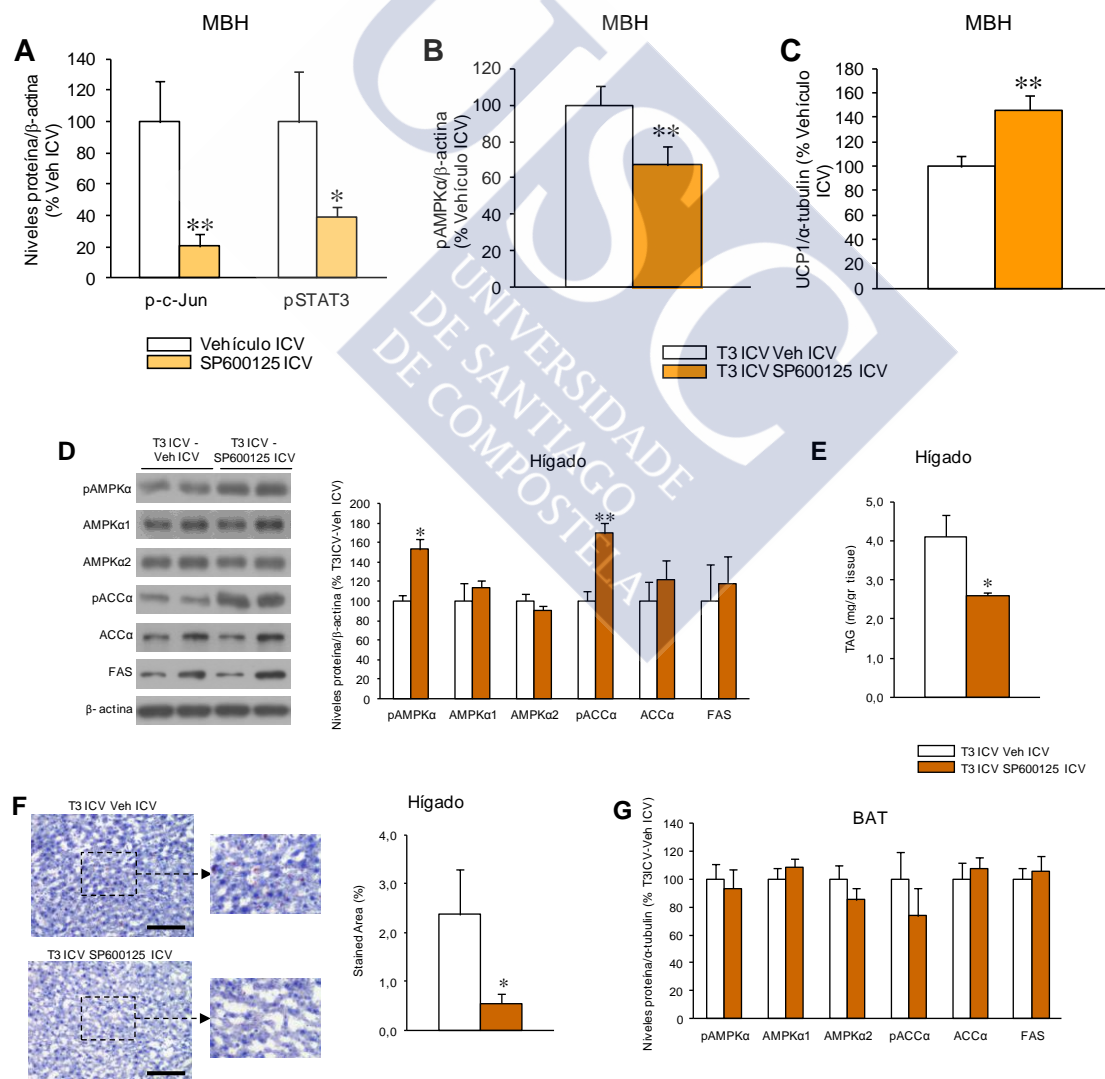 MBH
A
Niveles proteína/β-actina
(% Veh ICV)
140
120
100
80
60
40
20
0
**
*
p-c-Jun
pSTAT3
Vehículo ICV
SP600125 ICV
MBH
B
pAMPKα/β-actina
(% Vehículo ICV)
120
100
80
60
40
20
0
**
MBH
C
UCP1/α-tubulin (% Vehículo
ICV)
180
160
140
120
100
80
60
40
20
0
**
T3 ICV Veh ICV
T3 ICV SP600125 ICV
USC
UNIVERSIDADE
DE SANTIAGO
DE COMPOSTELA
D
T3 ICV -
Veh ICV
T3 ICV -
SP600125 ICV
pAMPKα
AMPKα1
AMPKα2
pACCα
ACCα
FAS
β- actina
Hígado
Niveles proteína/β-actina (% T3ICV-Veh ICV)
200
180
160
140
120
100
80
60
40
20
0
*
**
pAMPKα
AMPKα1
AMPKα2
pACCα
ACCα
FAS
E
Hígado
TAG (mg/gr tissue)
5,0
4,0
3,0
2,0
1,0
0,0
*
T3 ICV Veh ICV
T3 ICV SP600125 ICV
F
T3 ICV Veh ICV
T3 ICV SP600125 ICV
Hígado
Stained Area (%)
4,0
3,0
2,0
1,0
0,0
*
G
BAT
Niveles proteína/α-tubulina (% T3ICV-Veh ICV)
140
120
100
80
60
40
20
0
pAMPKα
AMPKα1
AMPKα2
pACCα
ACCα
FAS